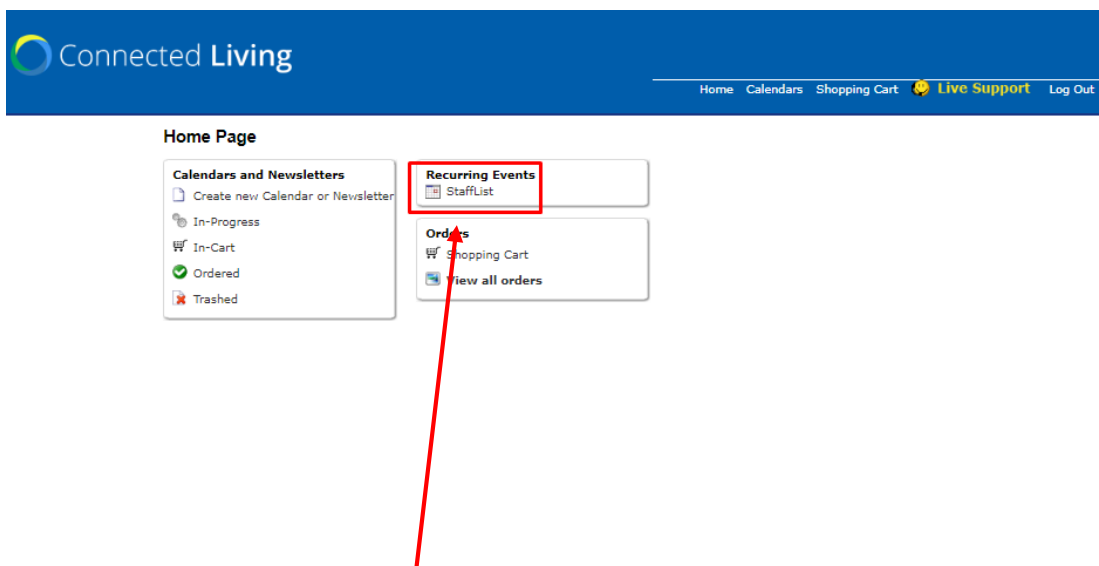 Connected Living
Home Calendars Shopping Cart Live Support Log Out
Home Page
Calendars and Newsletters
Create new Calendar or Newsletter
In-Progress
In-Cart
Ordered
Trashed
Recurring Events
StaffList
Orders
Shopping Cart
View all orders